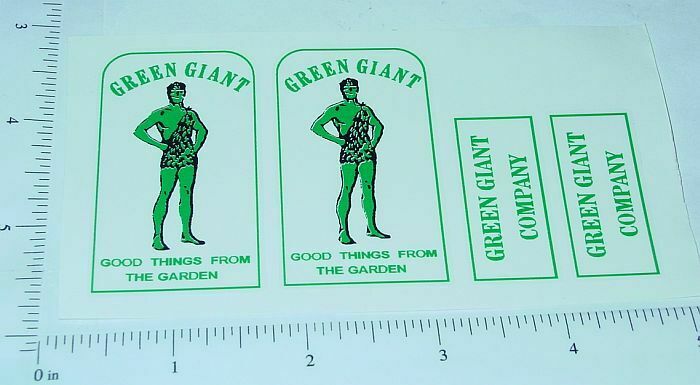 GREEN GIANT
GOOD THINGS FROM
THE GARDEN
GREEN GIANT
GOOD THINGS FROM
THE GARDEN
GREEN GIANT
COMPANY
GREEN GIANT
COMPANY
3
4
5
0 in
1
2
3
4